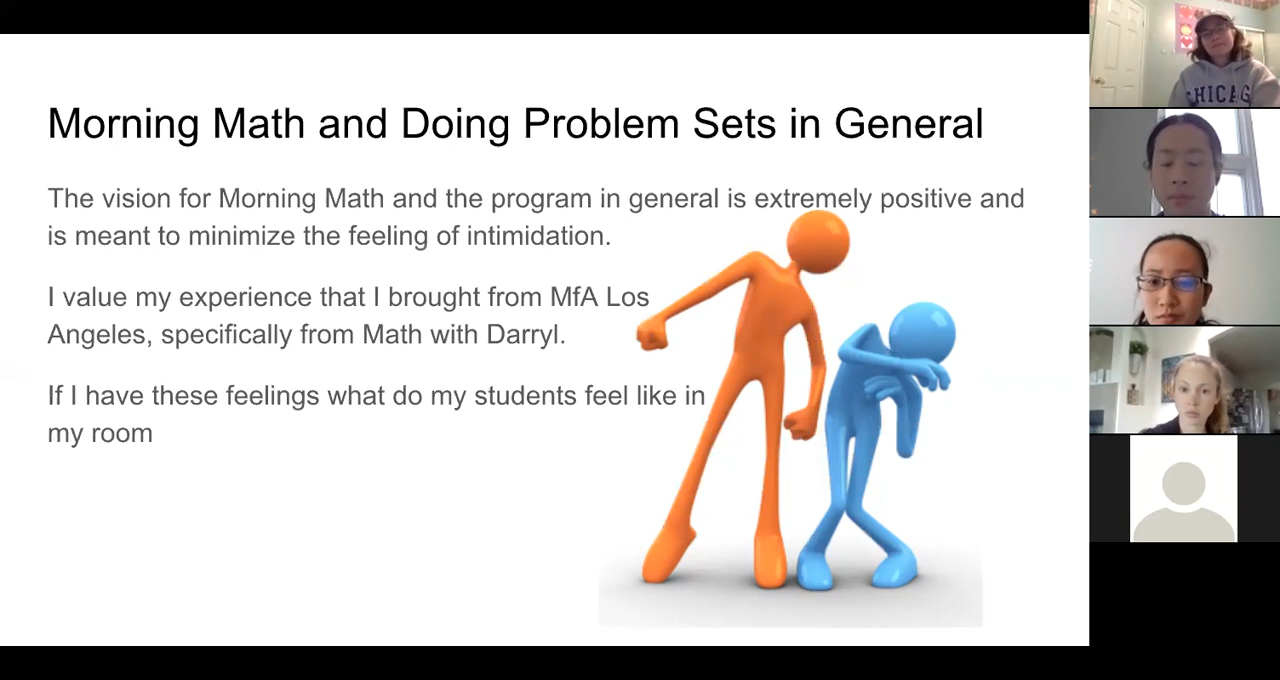 Morning Math and Doing Problem Sets in General
The vision for Morning Math and the program in general is extremely positive and
is meant to minimize the feeling of intimidation.
I value my experience that I brought from MfA Los
Angeles, specifically from Math with Darryl.
If I have these feelings what do my students feel like in
my room
CHICAG